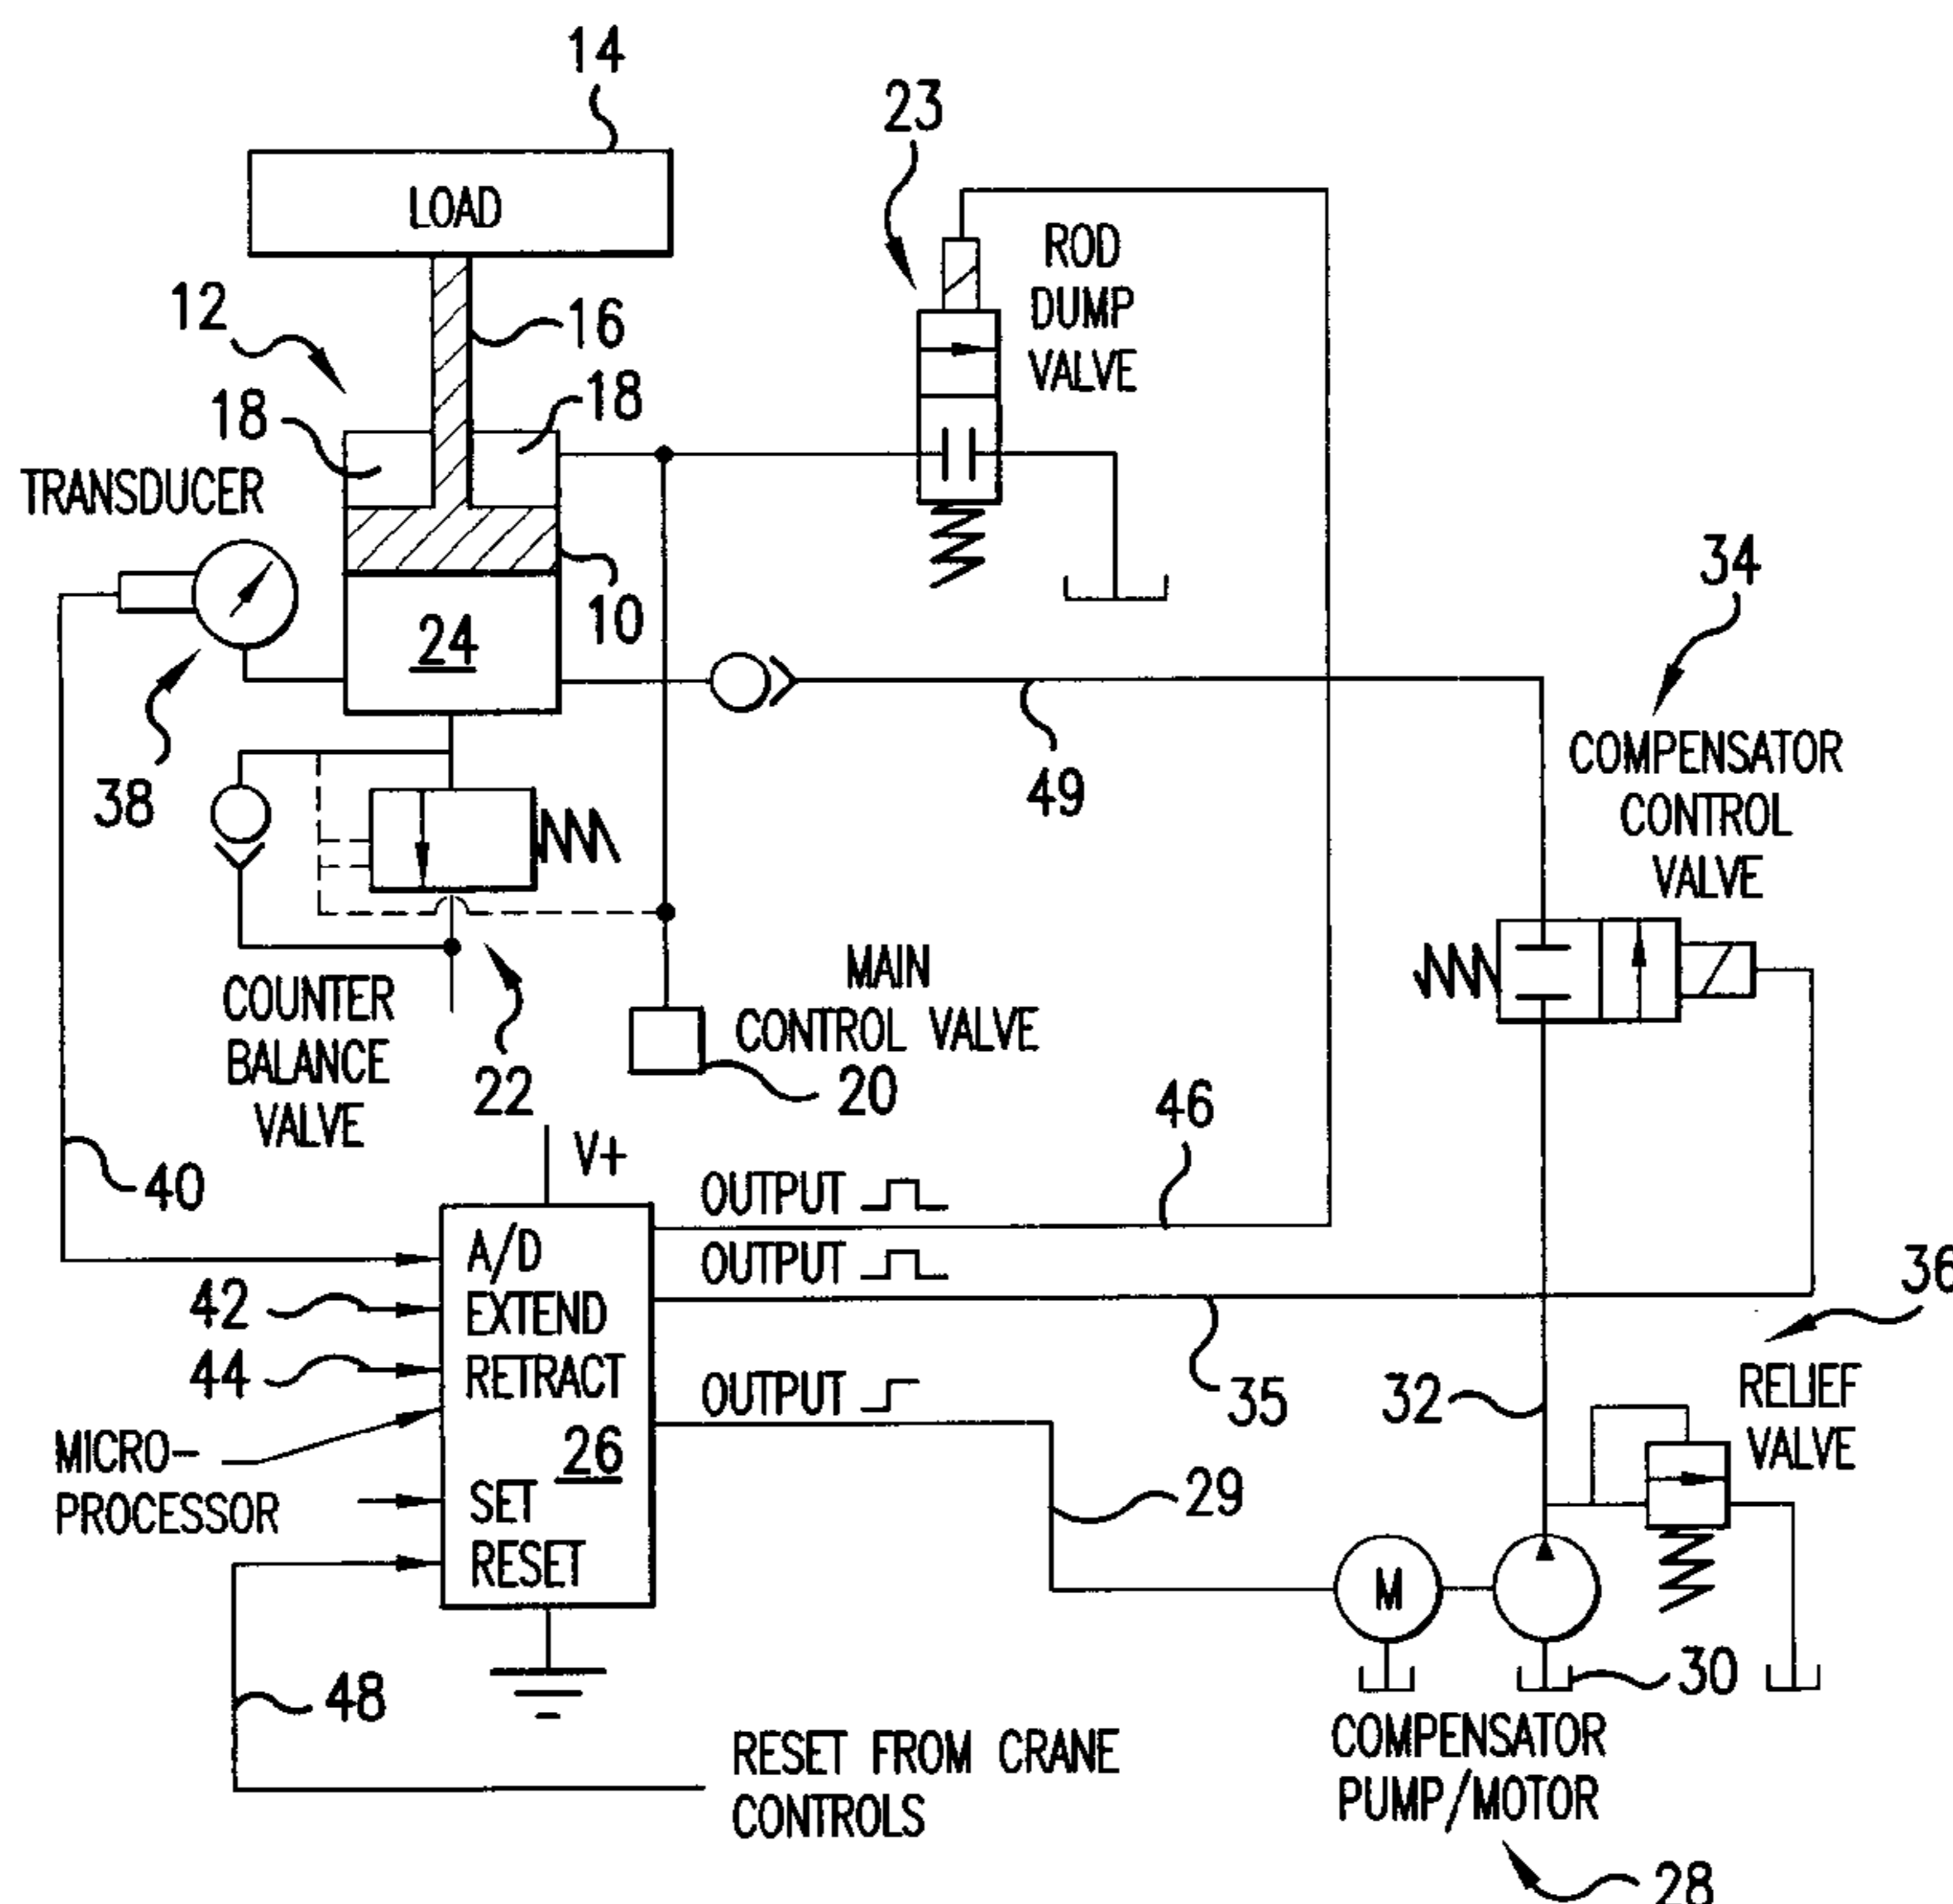 14
LOAD
23
ROD
DUMP
VALVE
12
16
18
18
TRANSDUCER
10
24
34
38
49
COMPENSATOR
CONTROL
VALVE
COUNTER
BALANCE
VALVE
22
MAIN
CONTROL VALVE
20
40
V+
46
OUTPUT
OUTPUT
A/D
42
EXTEND
44
RETRACT
OUTPUT
35
32
36
RELIEF
VALVE
MICRO-
PROCESSOR
26
SET
RESET
29
M
48
30
RESET FROM CRANE
CONTROLS
COMPENSATOR
PUMP/MOTOR
28